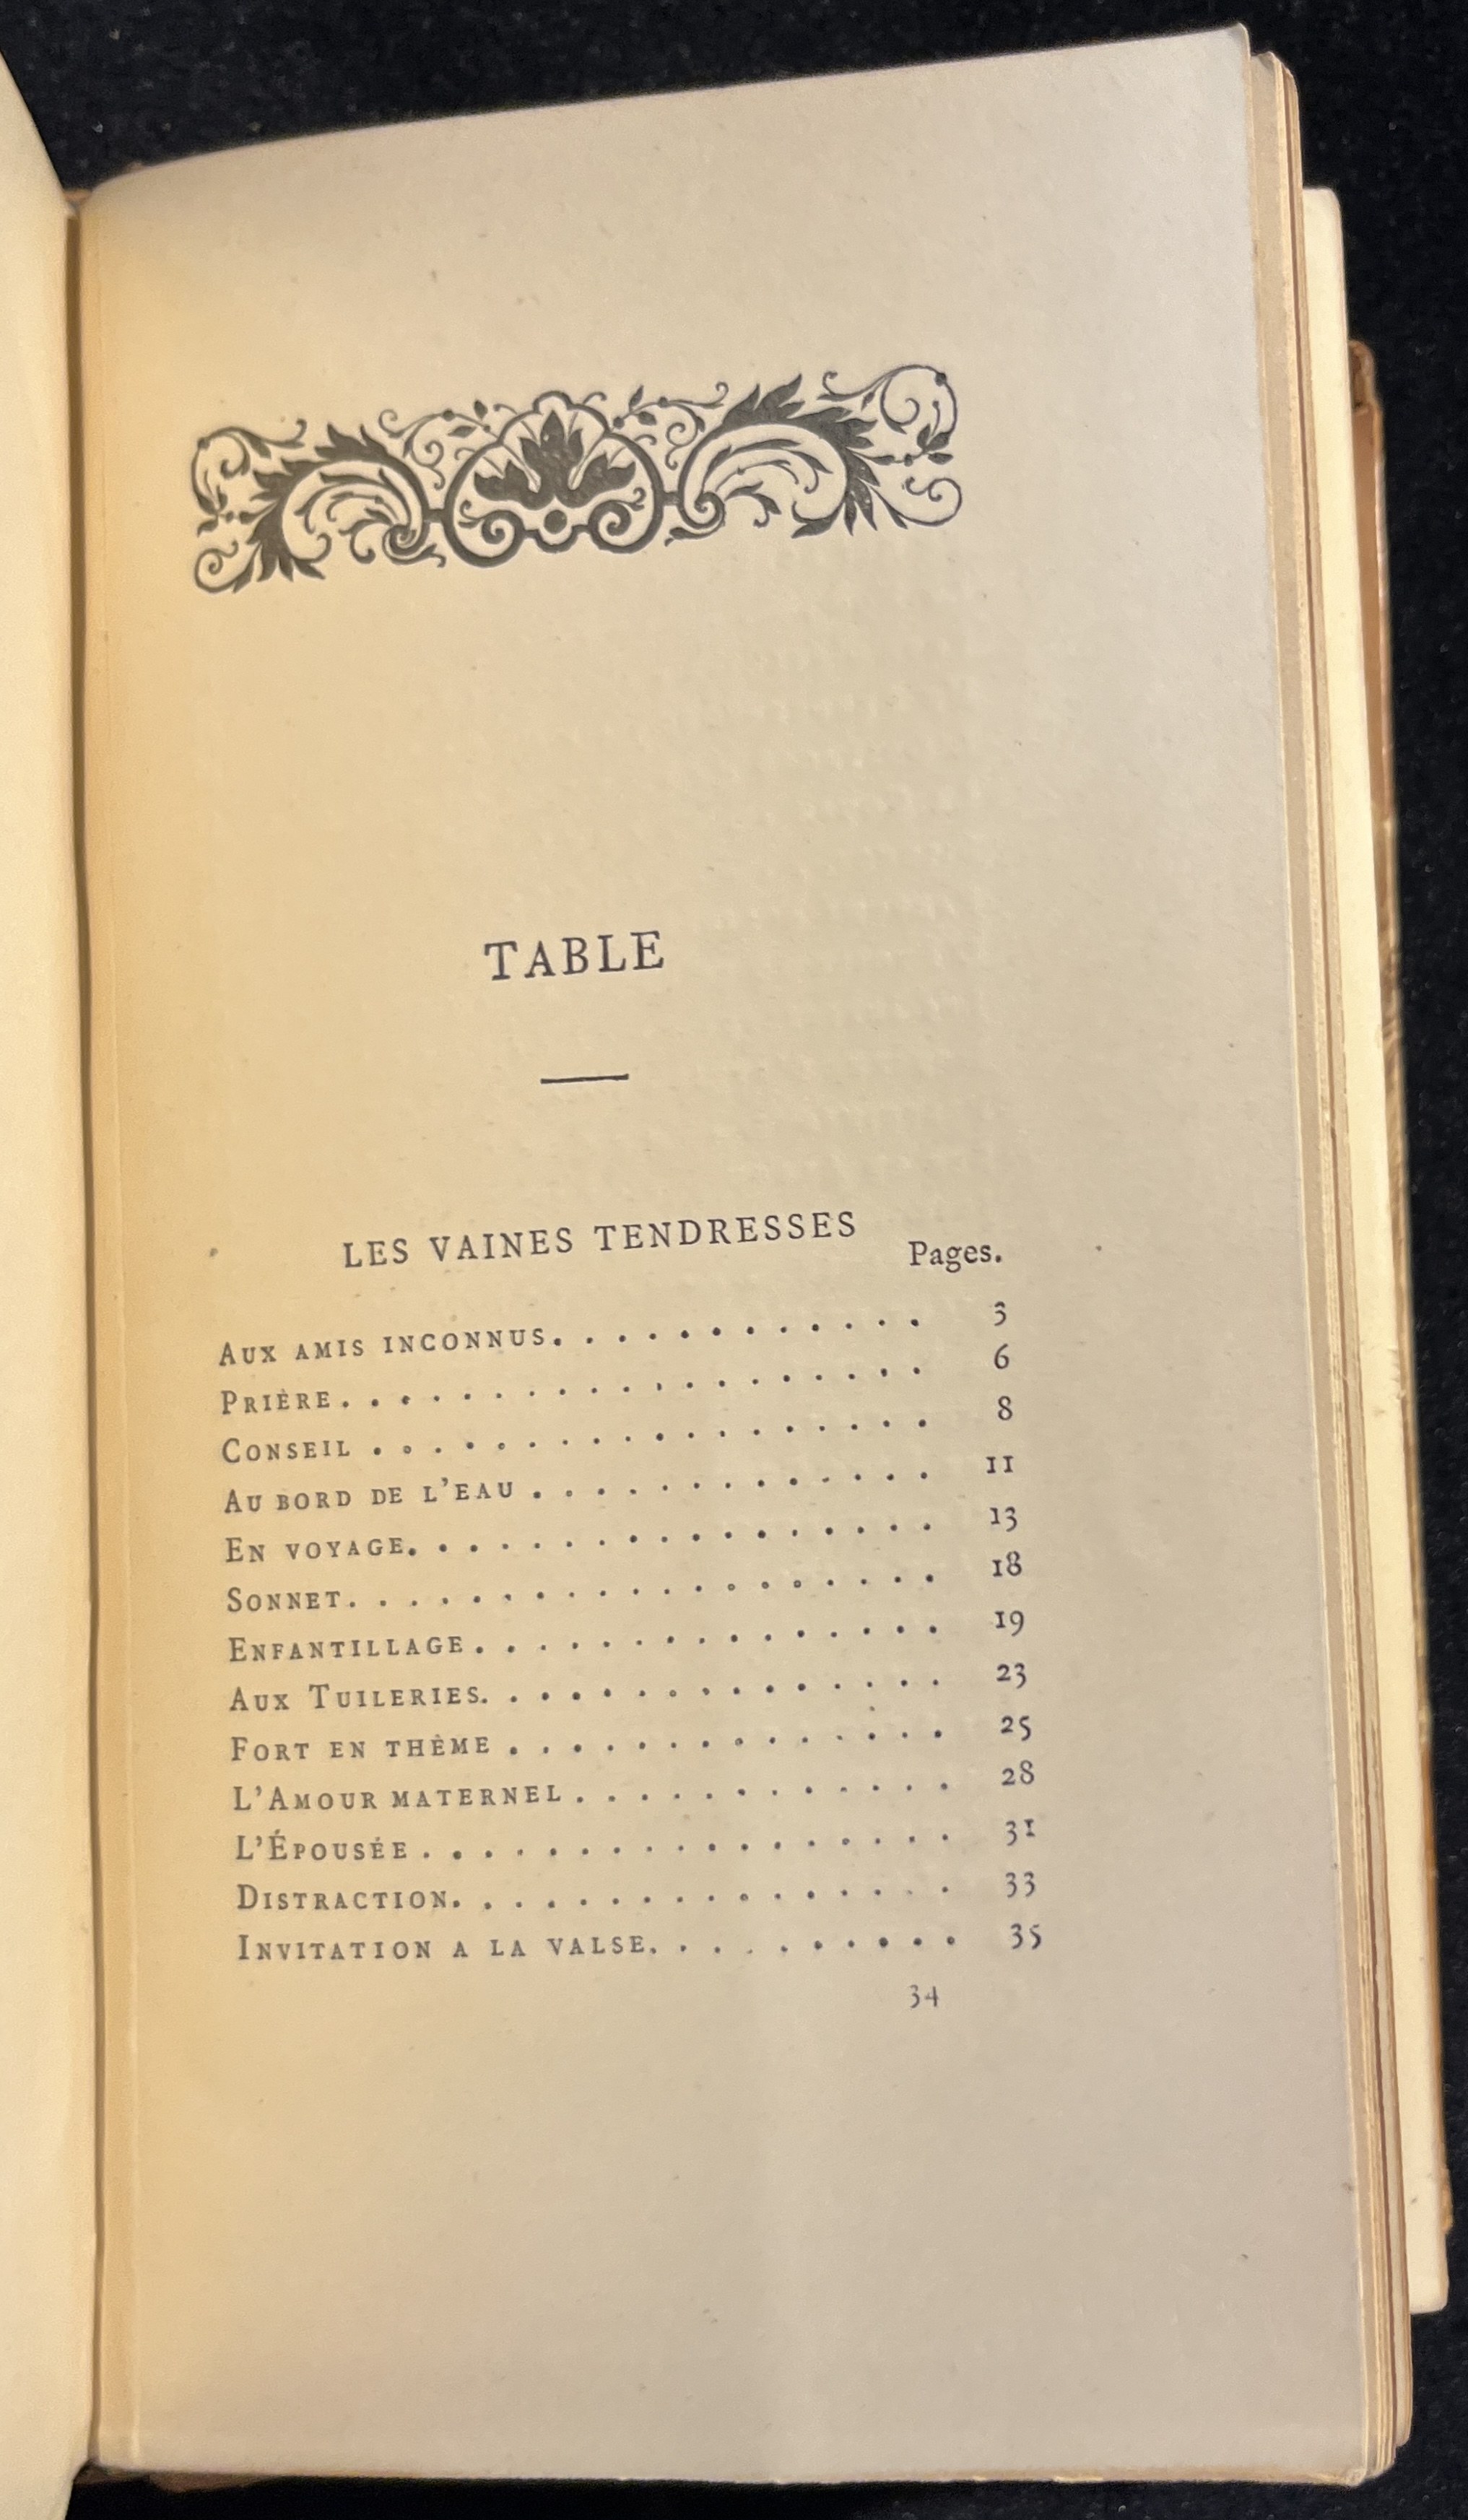 TABLE
LES VAINES TENDRESSES
Pages.
AUX AMIS INCONNUS. . . . . . . . . . . . 3
PRIÈRE. . . . . . . . . . . . . . . . . . . 6
CONSEIL . . . . . . . . . . . . . . . . . . 8
AU BORD DE L'EAU . . . . . . . . . . . . . 11
EN VOYAGE. . . . . . . . . . . . . . . . . 13
SONNET. . . . . . . . . . . . . . . . . . . 18
ENFANTILLAGE. . . . . . . . . . . . . . . 19
AUX TUILERIES. . . . . . . . . . . . . . . 23
FORT EN THÈME . . . . . . . . . . . . . . 25
L'AMOUR MATERNEL . . . . . . . . . . . . 28
L'ÉPOUSÉE . . . . . . . . . . . . . . . . . 31
DISTRACTION. . . . . . . . . . . . . . . . 33
INVITATION A LA VALSE. . . . . . . . . . 35
34